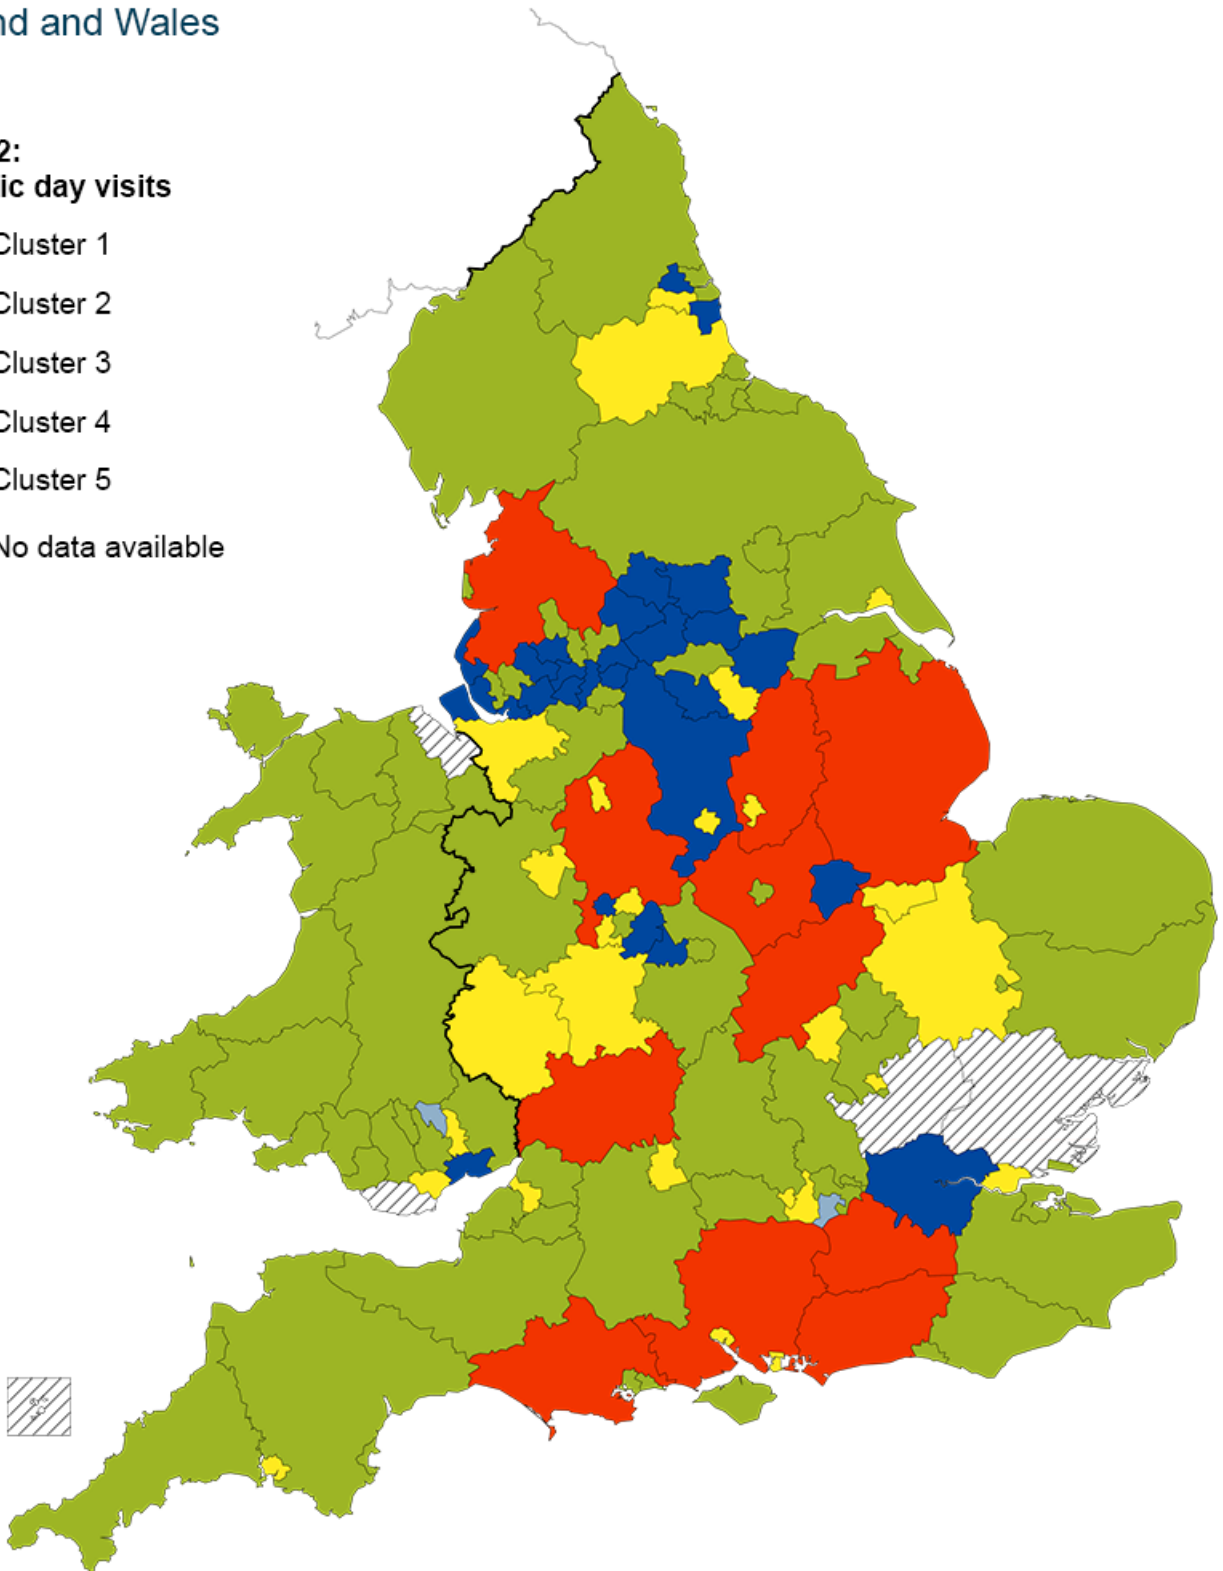 nd and Wales
2:
ic day visits
Cluster 1
Cluster 2
Cluster 3
Cluster 4
Cluster 5
No data available